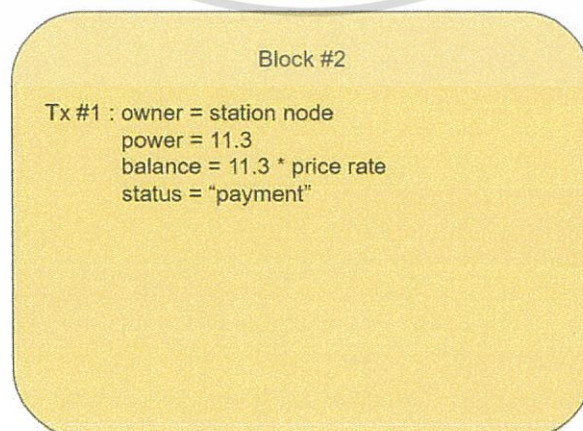 Block #2
Tx #1 : owner = station node
power = 11.3
balance = 11.3 * price rate
status = “payment”